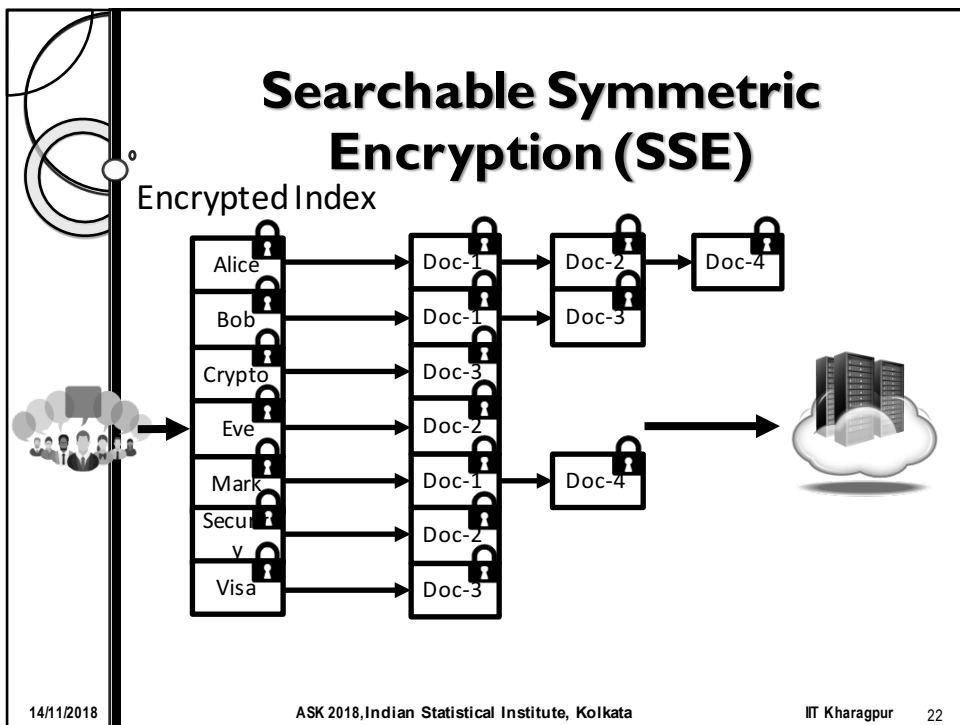 Searchable Symmetric
Encryption (SSE)
Encrypted Index
Alice Doc-1 Doc-2 Doc-4
Bob Doc-1 Doc-3
Crypto Doc-3
Eve Doc-2
Mark Doc-1 Doc-4
Securit
y Doc-2
Visa Doc-3
14/11/2018 ASK 2018, Indian Statistical Institute, Kolkata IIT Kharagpur 22